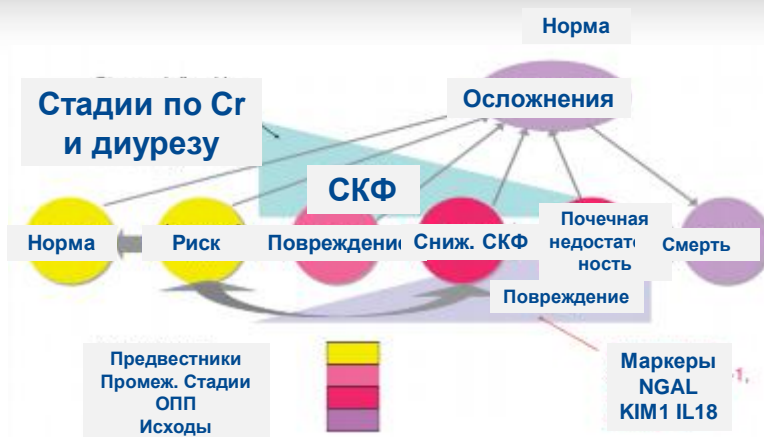 Норма
Стадии по Cr
и диурезу
Осложнения
СКФ
Норма
Риск
Повреждение
Сниж. СКФ
Почечная
недостаточ
ность
Смерть
Повреждение
Предвестники
Промеж. Стадии
ОПП
Исходы
Маркеры
NGAL
KIM1 IL18